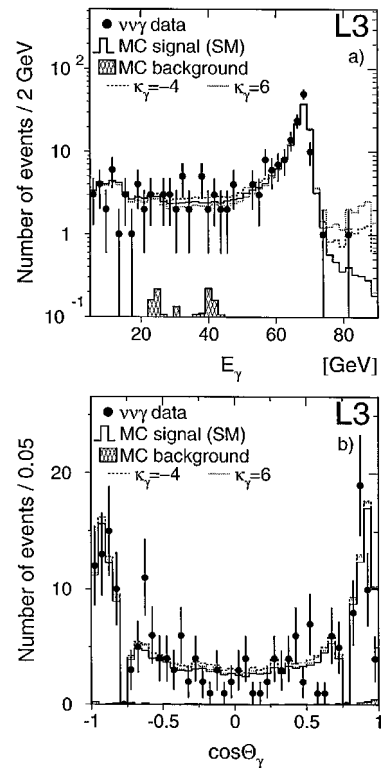 L3
ννγ data
MC signal (SM) a)
MC background
κγ=−4 κγ=6
Number of events / 2 GeV
10²
10
1
10⁻¹
20 40 60 80
Eγ [GeV]
ννγ data
L3
MC signal (SM)
MC background b)
κγ=−4 κγ=6
Number of events / 0.05
20
10
0
-1 -0.5 0 0.5 1
cosΘγ